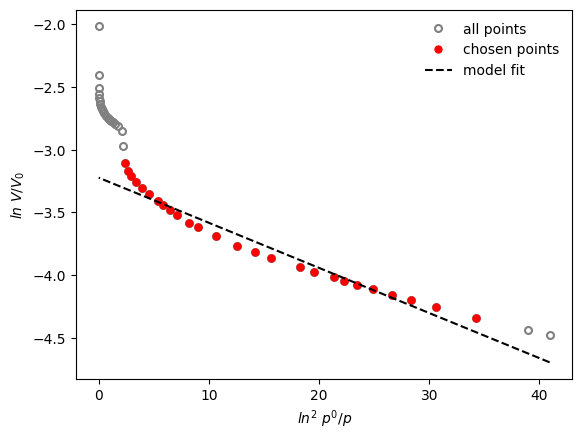 all points
chosen points
model fit
−2.0
−2.5
−3.0
−3.5
−4.0
−4.5
ln V/V₀
0
10
20
30
40
ln² p⁰/p